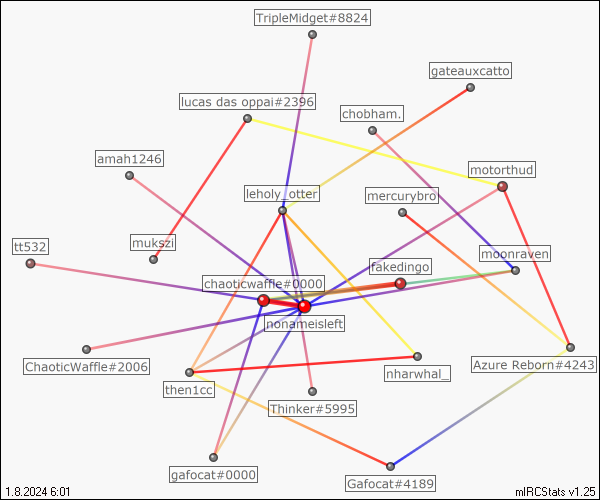 TripleMidget#8824
gateauxcatto
lucas das oppai#2396
chobham.
amah1246
motorthud
leholy_otter
mercurybro
tt532
mukszi
moonraven
fakedingo
chaoticwaffle#0000
nonameisleft
ChaoticWaffle#2006
then1cc
nharwhal_
Azure Reborn#4243
Thinker#5995
gafocat#0000
Gafocat#4189
1.8.2024 6:01
mIRCStats v1.25